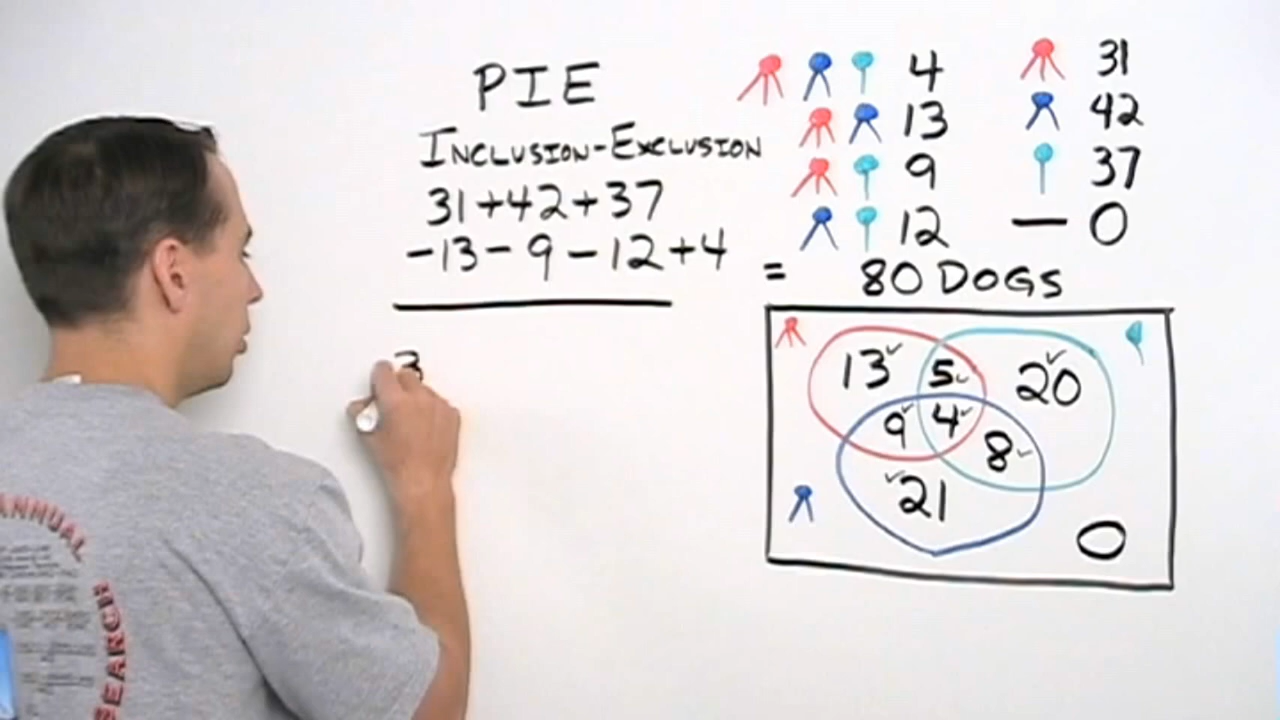 PIE
INCLUSION-EXCLUSION
31+42+37
-13-9-12+4
3
4 31
13 42
9 37
12 — 0
= 80 DOGS
13 5 20
9 4 8
21
0
ANNUAL
SEARCH